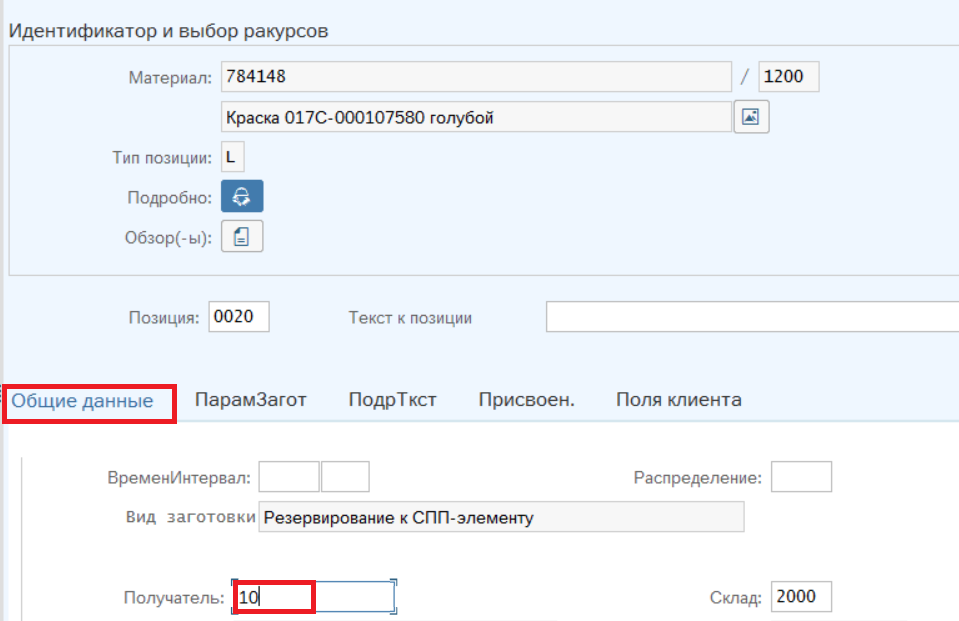 Идентификатор и выбор ракурсов
Материал: 784148 / 1200
Краска 017С-000107580 голубой
Тип позиции: L
Подробно:
Обзор(-ы):
Позиция: 0020 Текст к позиции
Общие данные ПарамЗагот ПодрТкст Присвоен. Поля клиента
ВременИнтервал: Распределение:
Вид заготовки Резервирование к СПП-элементу
Получатель: 10 Склад: 2000